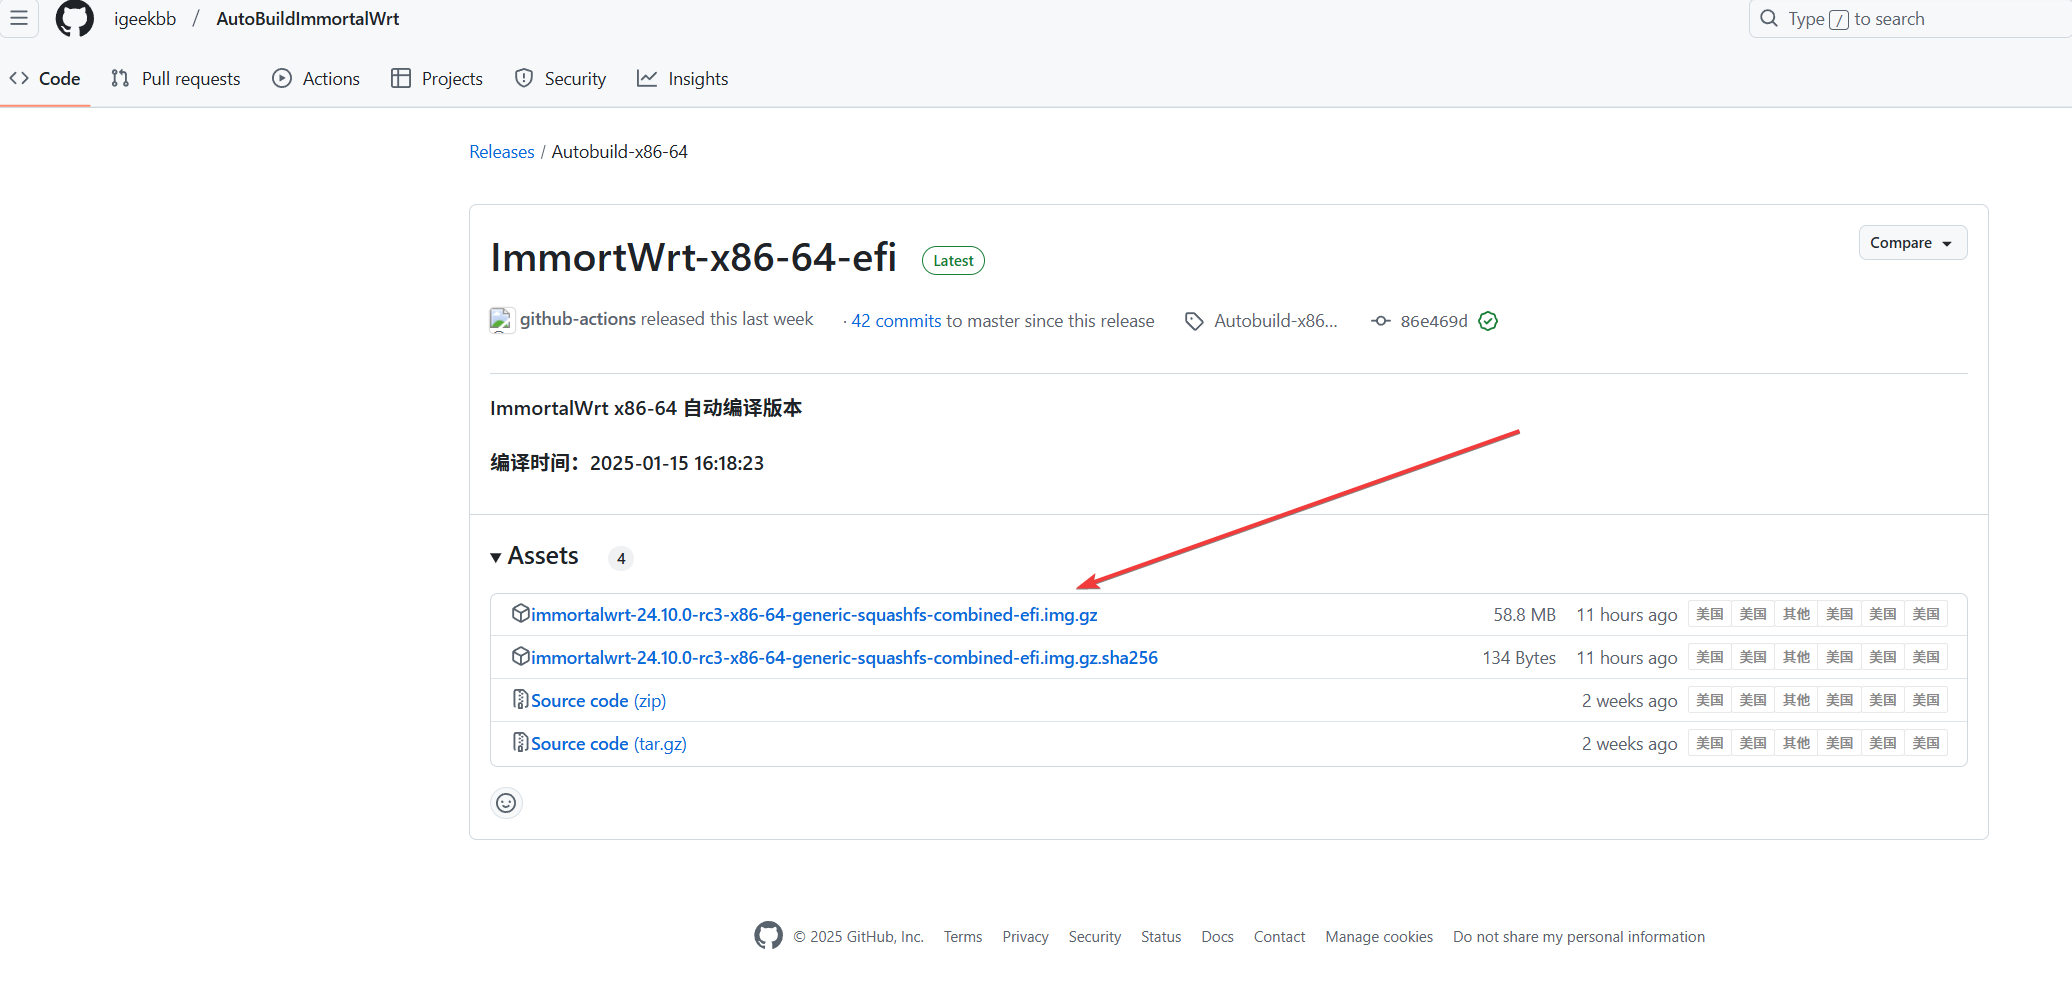 igeekbb / AutoBuildImmortalWrt
Type / to search
Code
Pull requests
Actions
Projects
Security
Insights
Releases / Autobuild-x86-64
ImmortWrt-x86-64-efi
Latest
Compare
github-actions released this last week
· 42 commits to master since this release
Autobuild-x86...
86e469d
ImmortalWrt x86-64 自动编译版本
编译时间：2025-01-15 16:18:23
Assets 4
immortalwrt-24.10.0-rc3-x86-64-generic-squashfs-combined-efi.img.gz 58.8 MB 11 hours ago 美国 美国 其他 美国 美国 美国
immortalwrt-24.10.0-rc3-x86-64-generic-squashfs-combined-efi.img.gz.sha256 134 Bytes 11 hours ago 美国 美国 其他 美国 美国 美国
Source code (zip) 2 weeks ago 美国 美国 其他 美国 美国 美国
Source code (tar.gz) 2 weeks ago 美国 美国 其他 美国 美国 美国
© 2025 GitHub, Inc. Terms Privacy Security Status Docs Contact Manage cookies Do not share my personal information